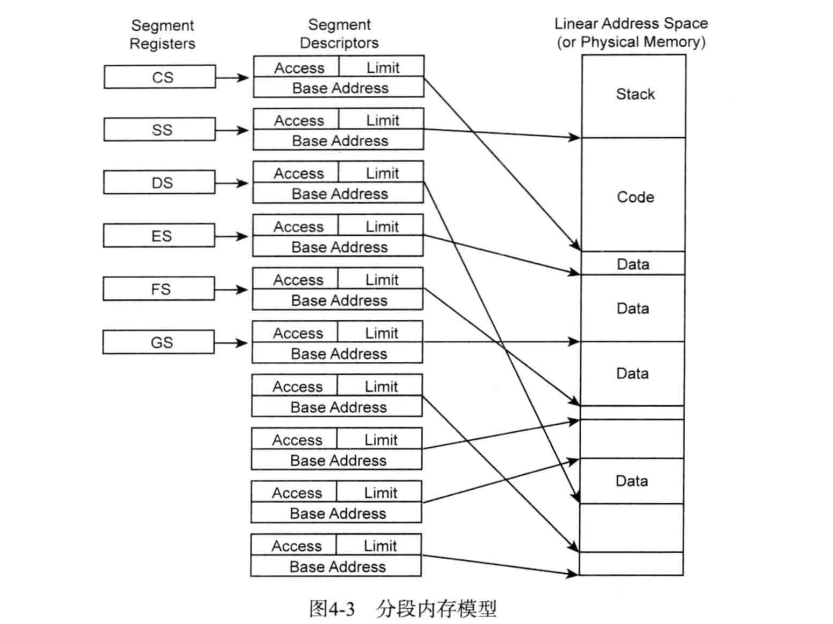 Segment
Registers
Segment
Descriptors
Linear Address Space
(or Physical Memory)
CS
Access Limit
Base Address
Stack
SS
Access Limit
Base Address
DS
Access Limit
Base Address
Code
ES
Access Limit
Base Address
Data
FS
Access Limit
Base Address
Data
GS
Access Limit
Base Address
Data
Access Limit
Base Address
Access Limit
Base Address
Access Limit
Base Address
Data
Access Limit
Base Address
图4-3 分段内存模型